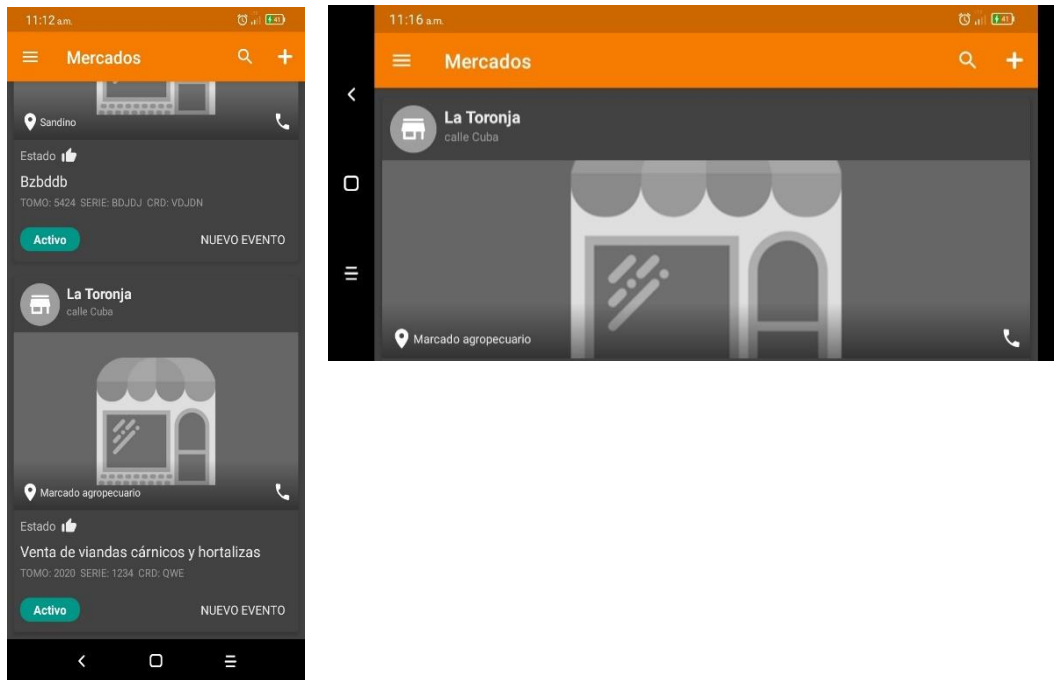 11:12 a.m.
41
Mercados
Sandino
Estado
Bzbddb
TOMO: 5424 SERIE: BDJDJ CRD: VDJDN
Activo NUEVO EVENTO
La Toronja
calle Cuba
Marcado agropecuario
Estado
Venta de viandas cárnicos y hortalizas
TOMO: 2020 SERIE: 1234 CRD: QWE
Activo NUEVO EVENTO
11:16 a.m.
41
Mercados
La Toronja
calle Cuba
Marcado agropecuario